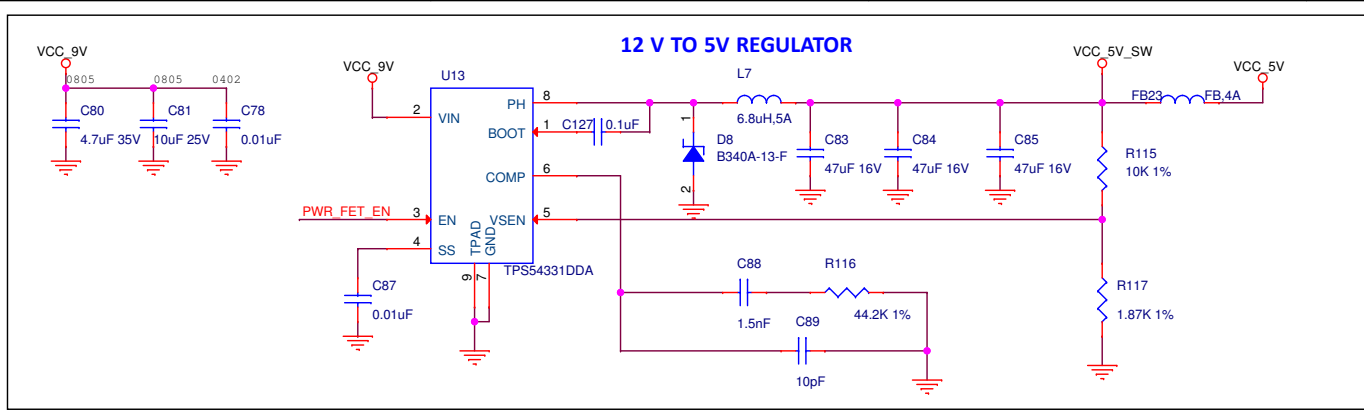 12 V TO 5V REGULATOR
VCC_9V
0805
0805
0402
C80
4.7uF 35V
C81
10uF 25V
C78
0.01uF
VCC_9V
U13
2
VIN
PH
8
BOOT
1
COMP
6
PWR_FET_EN
3
EN
VSEN
5
4
SS
TPAD
GND
9
7
TPS54331DDA
C87
0.01uF
C127
0.1uF
1
D8
B340A-13-F
2
L7
6.8uH,5A
C83
47uF 16V
C84
47uF 16V
C85
47uF 16V
VCC_5V_SW
FB23
FB,4A
VCC_5V
R115
10K 1%
R117
1.87K 1%
C88
1.5nF
R116
44.2K 1%
C89
10pF